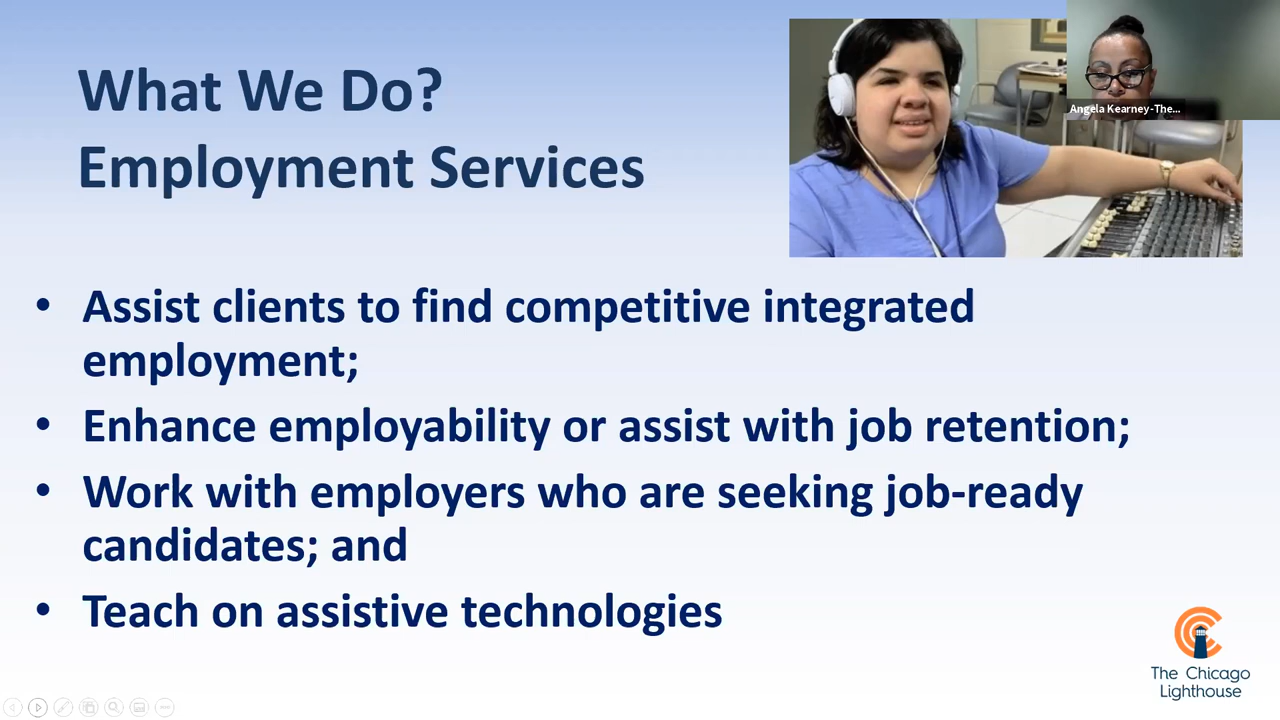 What We Do?
Employment Services
Angela Kearney-The...
• Assist clients to find competitive integrated
employment;
• Enhance employability or assist with job retention;
• Work with employers who are seeking job-ready
candidates; and
• Teach on assistive technologies
The Chicago
Lighthouse